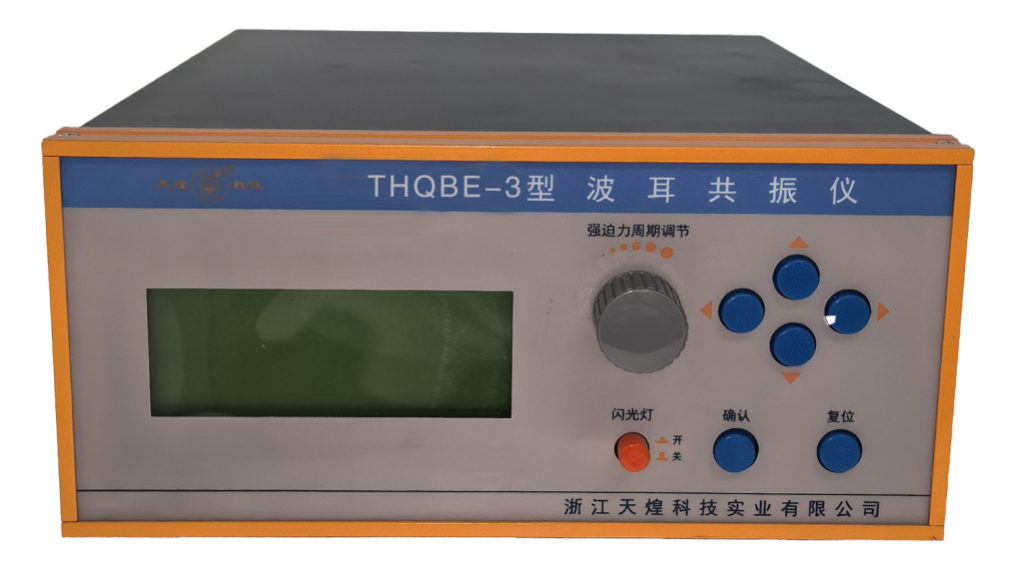 THQBE-3型 波耳共振仪
强迫力周期调节
闪光灯
开
关
确认
复位
浙江天煌科技实业有限公司